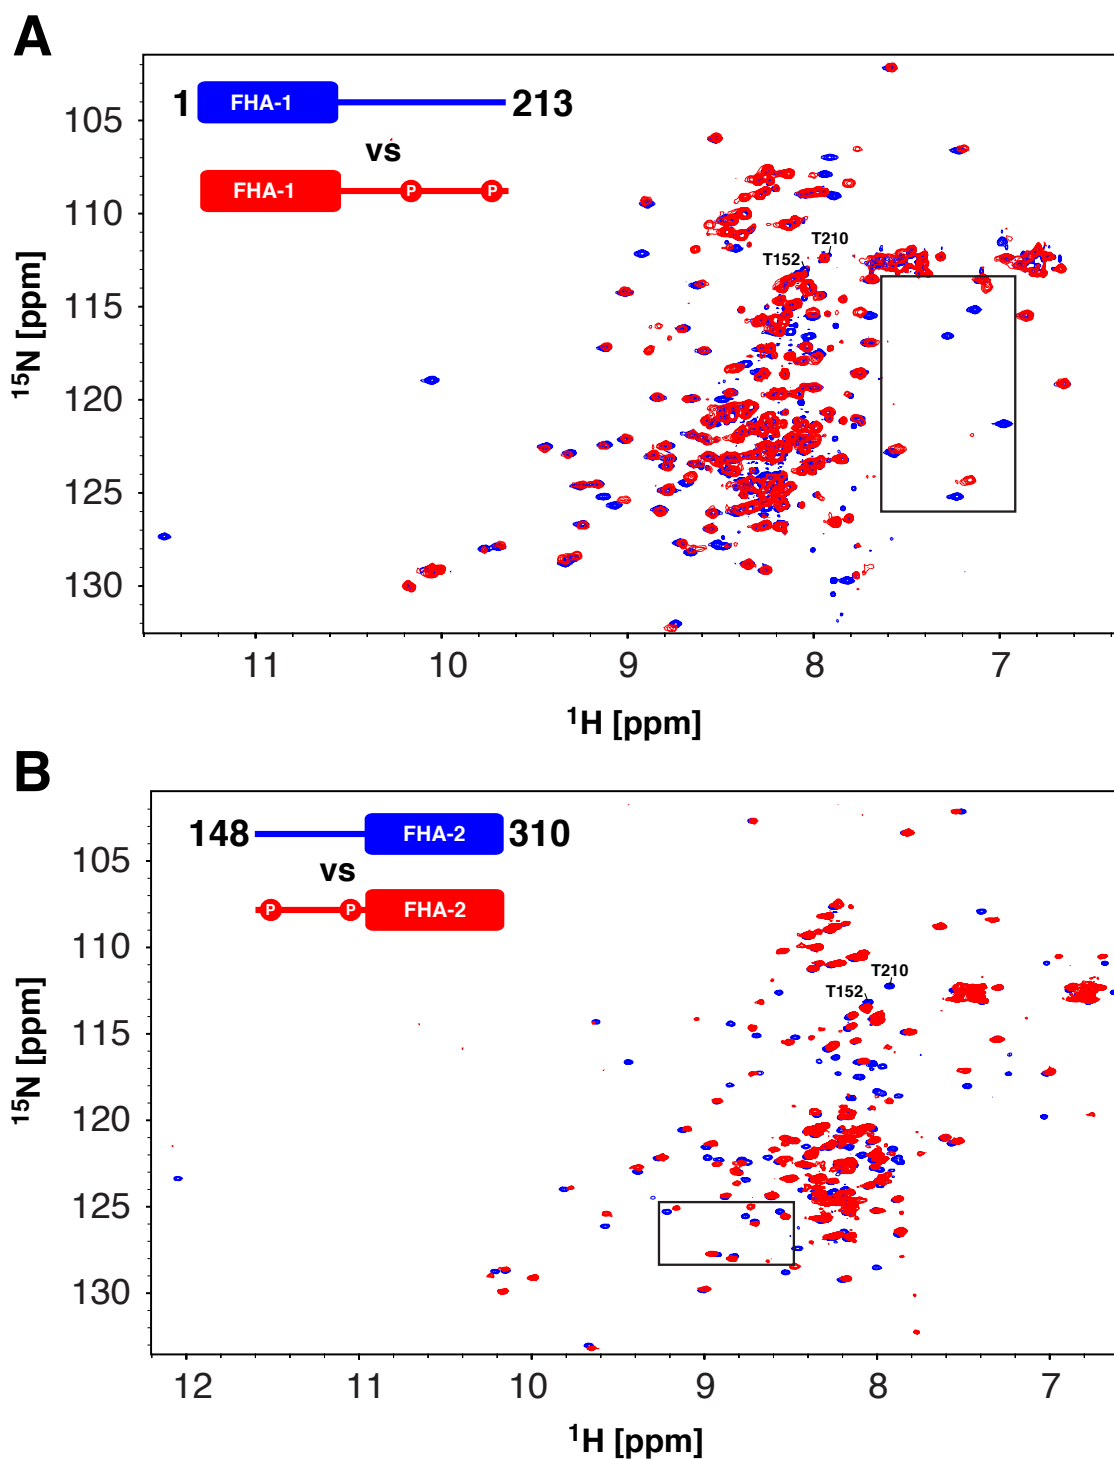 A
1 FHA-1 213
vs
FHA-1 P P
T210
T152
105
110
115
120
125
130
15N [ppm]
11 10 9 8 7
1H [ppm]
B
148 FHA-2 310
vs
P P FHA-2
T210
T152
105
110
115
120
125
130
15N [ppm]
12 11 10 9 8 7
1H [ppm]